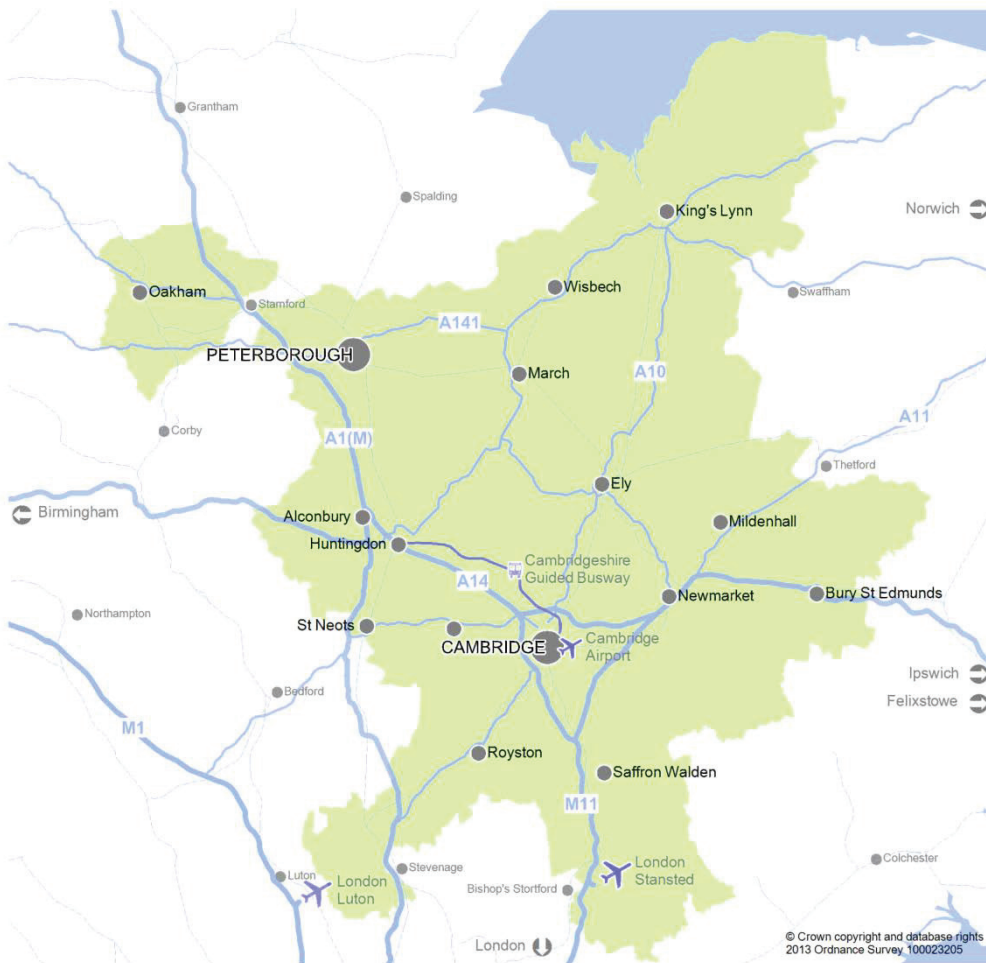 Grantham
Spalding
King's Lynn
Norwich
Oakham
Stamford
Wisbech
Swaffham
A141
PETERBOROUGH
March
A10
A11
Corby
A1(M)
Thetford
Ely
Birmingham
Alconbury
Mildenhall
Huntingdon
Cambridgeshire
Guided Busway
A14
Newmarket
Bury St Edmunds
Northampton
St Neots
CAMBRIDGE
Cambridge
Airport
Ipswich
Bedford
Felixstowe
M1
Royston
Saffron Walden
M11
Colchester
Stevenage
London
Stansted
Luton
London
Luton
Bishop's Stortford
London
© Crown copyright and database rights
2013 Ordnance Survey 100023205